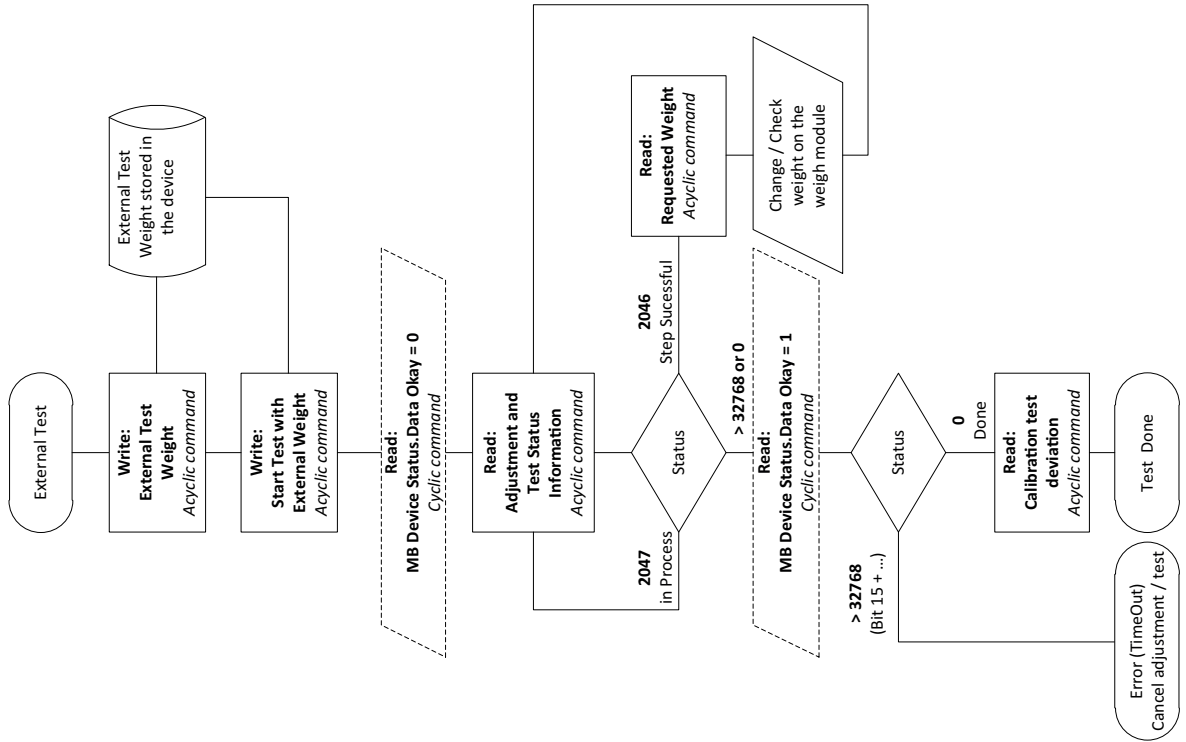 External Test
Write:
External Test
Weight
Acyclic command
External Test
Weight stored in
the device
Write:
Start Test with
External Weight
Acyclic command
Read:
MB Device Status.Data Okay = 0
Cyclic command
Read:
Adjustment and
Test Status
Information
Acyclic command
2047
in Process
Status
2046
Step Sucessful
Read:
Requested Weight
Acyclic command
Change / Check
weight on the
weigh module
> 32768 or 0
Read:
MB Device Status.Data Okay = 1
Cyclic command
> 32768
(Bit 15 + ...)
Status
0
Done
Read:
Calibration test
deviation
Acyclic command
Error (TimeOut)
Cancel adjustment / test
Test Done